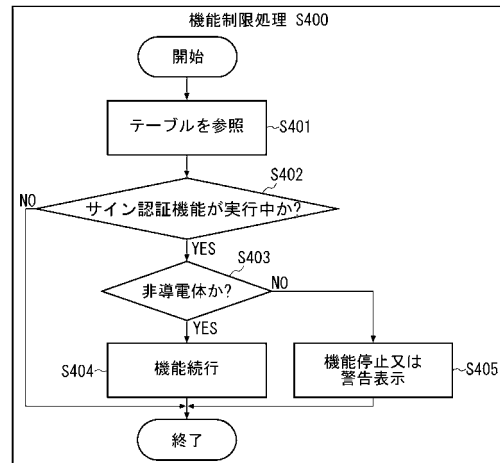 機能制限処理 S400
開始
テーブルを参照
S401
S402
NO
サイン認証機能が実行中か?
YES
S403
非導電体か?
NO
YES
S404
機能続行
機能停止又は
警告表示
S405
終了